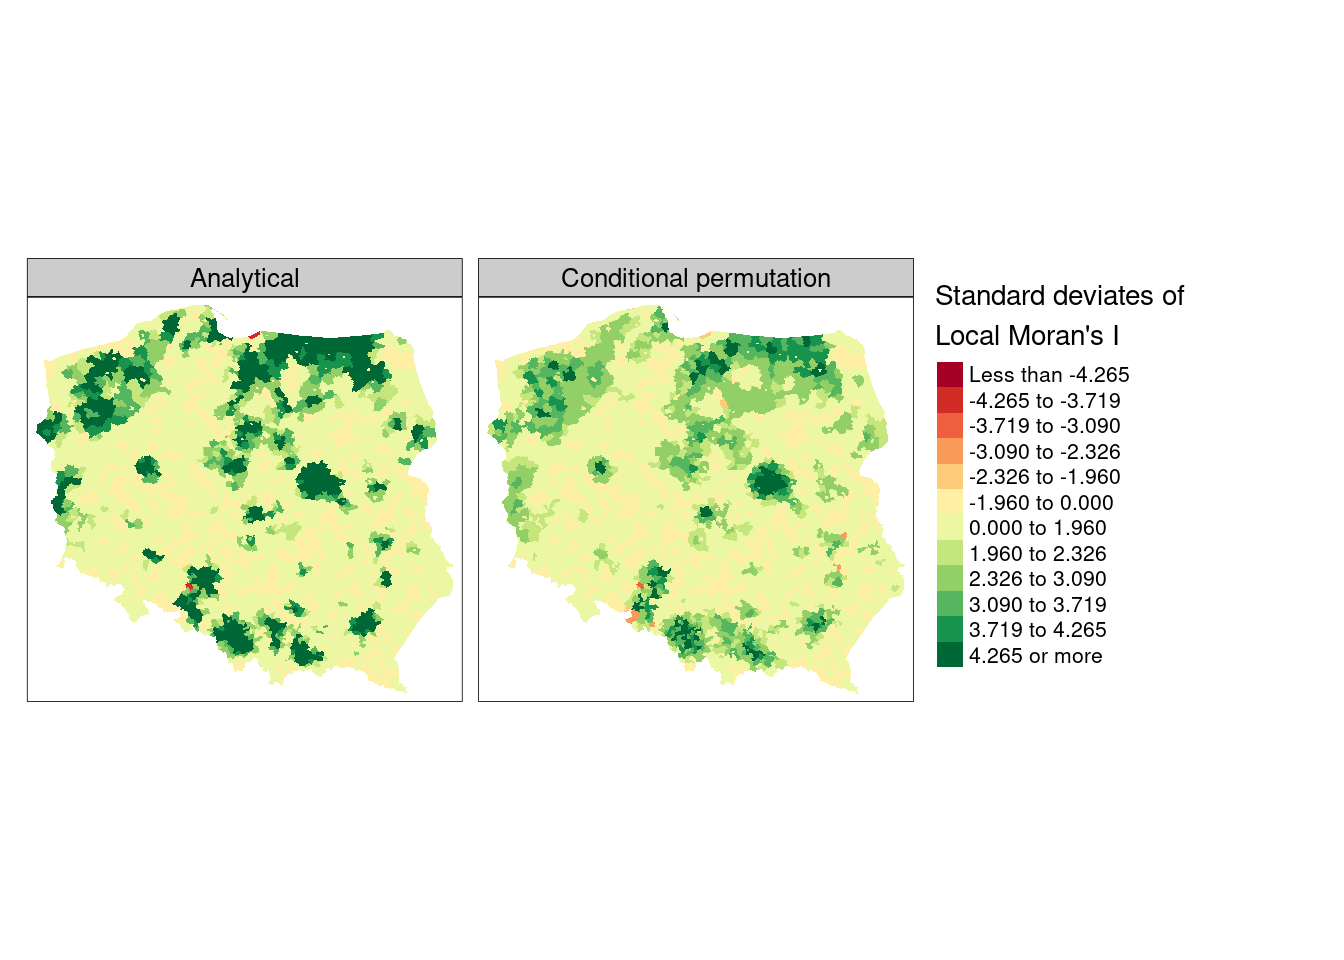 Analytical
Conditional permutation
Standard deviates of
Local Moran's I
Less than -4.265
-4.265 to -3.719
-3.719 to -3.090
-3.090 to -2.326
-2.326 to -1.960
-1.960 to 0.000
0.000 to 1.960
1.960 to 2.326
2.326 to 3.090
3.090 to 3.719
3.719 to 4.265
4.265 or more